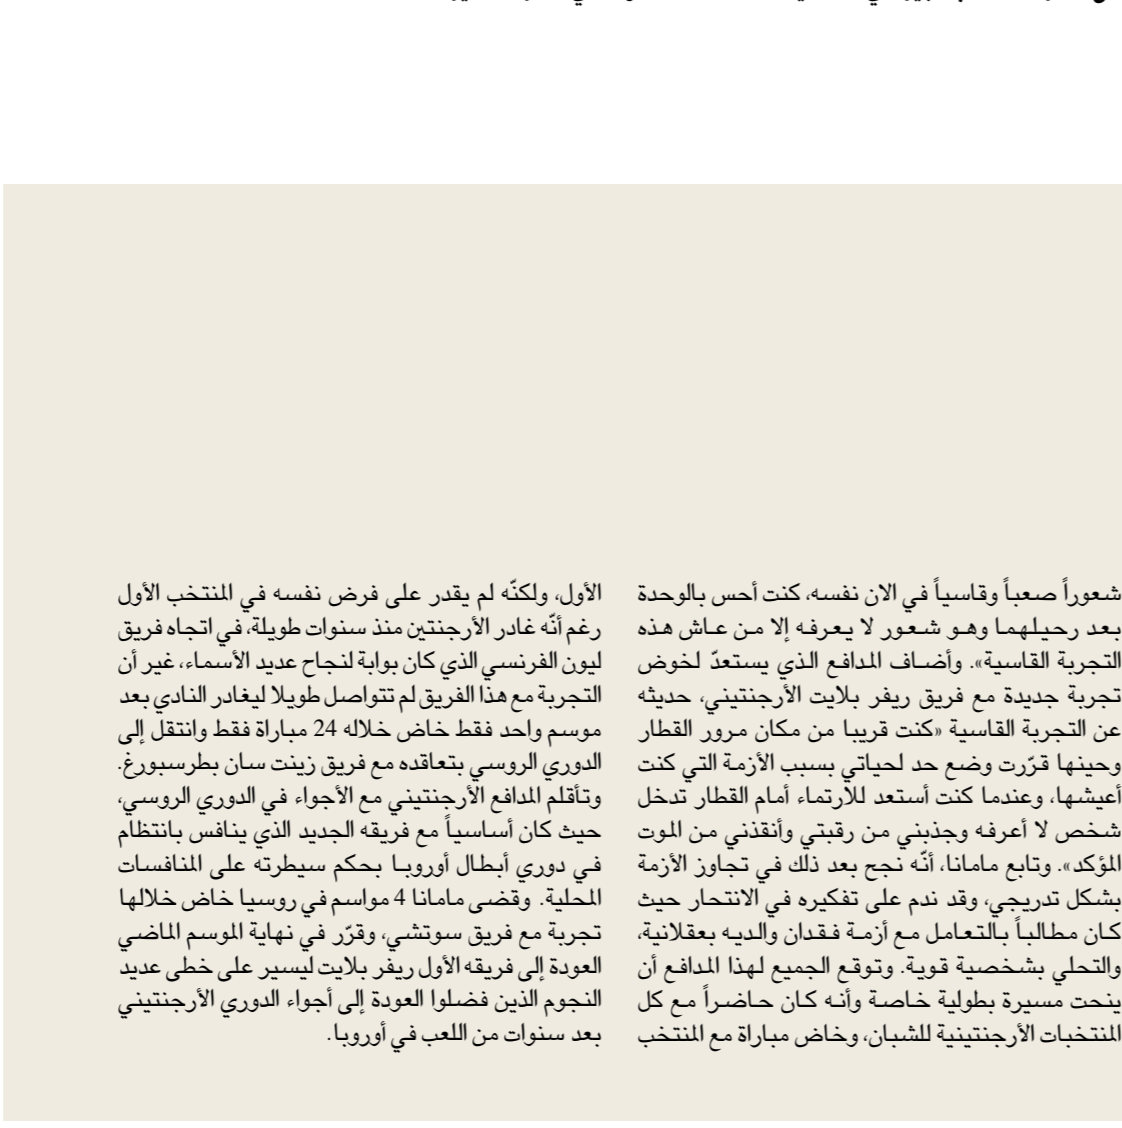 شعوراً صعباً وقاسياً في الان نفسه، كنت أحس بالوحدة
بعد رحيلهما وهو شعور لا يعرفه إلا من عاش هذه
التجربة القاسية». وأضاف المدافع الذي يستعدّ لخوض
تجربة جديدة مع فريق ريفر بلايت الأرجنتيني، حديثه
عن التجربة القاسية «كنت قريبا من مكان مرور القطار
وحينها قرّرت وضع حد لحياتي بسبب الأزمة التي كنت
أعيشها، وعندما كنت أستعد للارتماء أمام القطار تدخل
شخص لا أعرفه وجذبني من رقبتي وأنقذني من الموت
المؤكد». وتابع مامانا، أنّه نجح بعد ذلك في تجاوز الأزمة
بشكل تدريجي، وقد ندم على تفكيره في الانتحار حيث
كان مطالباً بالتعامل مع أزمة فقدان والديه بعقلانية،
والتحلي بشخصية قوية. وتوقع الجميع لهذا المدافع أن
ينحت مسيرة بطولية خاصة وأنه كان حاضراً مع كل
المنتخبات الأرجنتينية للشبان، وخاض مباراة مع المنتخب
الأول، ولكنّه لم يقدر على فرض نفسه في المنتخب الأول
رغم أنّه غادر الأرجنتين منذ سنوات طويلة، في اتجاه فريق
ليون الفرنسي الذي كان بوابة لنجاح عديد الأسماء، غير أن
التجربة مع هذا الفريق لم تتواصل طويلا ليغادر النادي بعد
موسم واحد فقط خاض خلاله 24 مباراة فقط وانتقل إلى
الدوري الروسي بتعاقده مع فريق زينت سان بطرسبورغ.
وتأقلم المدافع الأرجنتيني مع الأجواء في الدوري الروسي،
حيث كان أساسياً مع فريقه الجديد الذي ينافس بانتظام
في دوري أبطال أوروبا بحكم سيطرته على المنافسات
المحلية. وقضى مامانا 4 مواسم في روسيا خاض خلالها
تجربة مع فريق سوتشي، وقرّر في نهاية الموسم الماضي
العودة إلى فريقه الأول ريفر بلايت ليسير على خطى عديد
النجوم الذين فضلوا العودة إلى أجواء الدوري الأرجنتيني
بعد سنوات من اللعب في أوروبا.